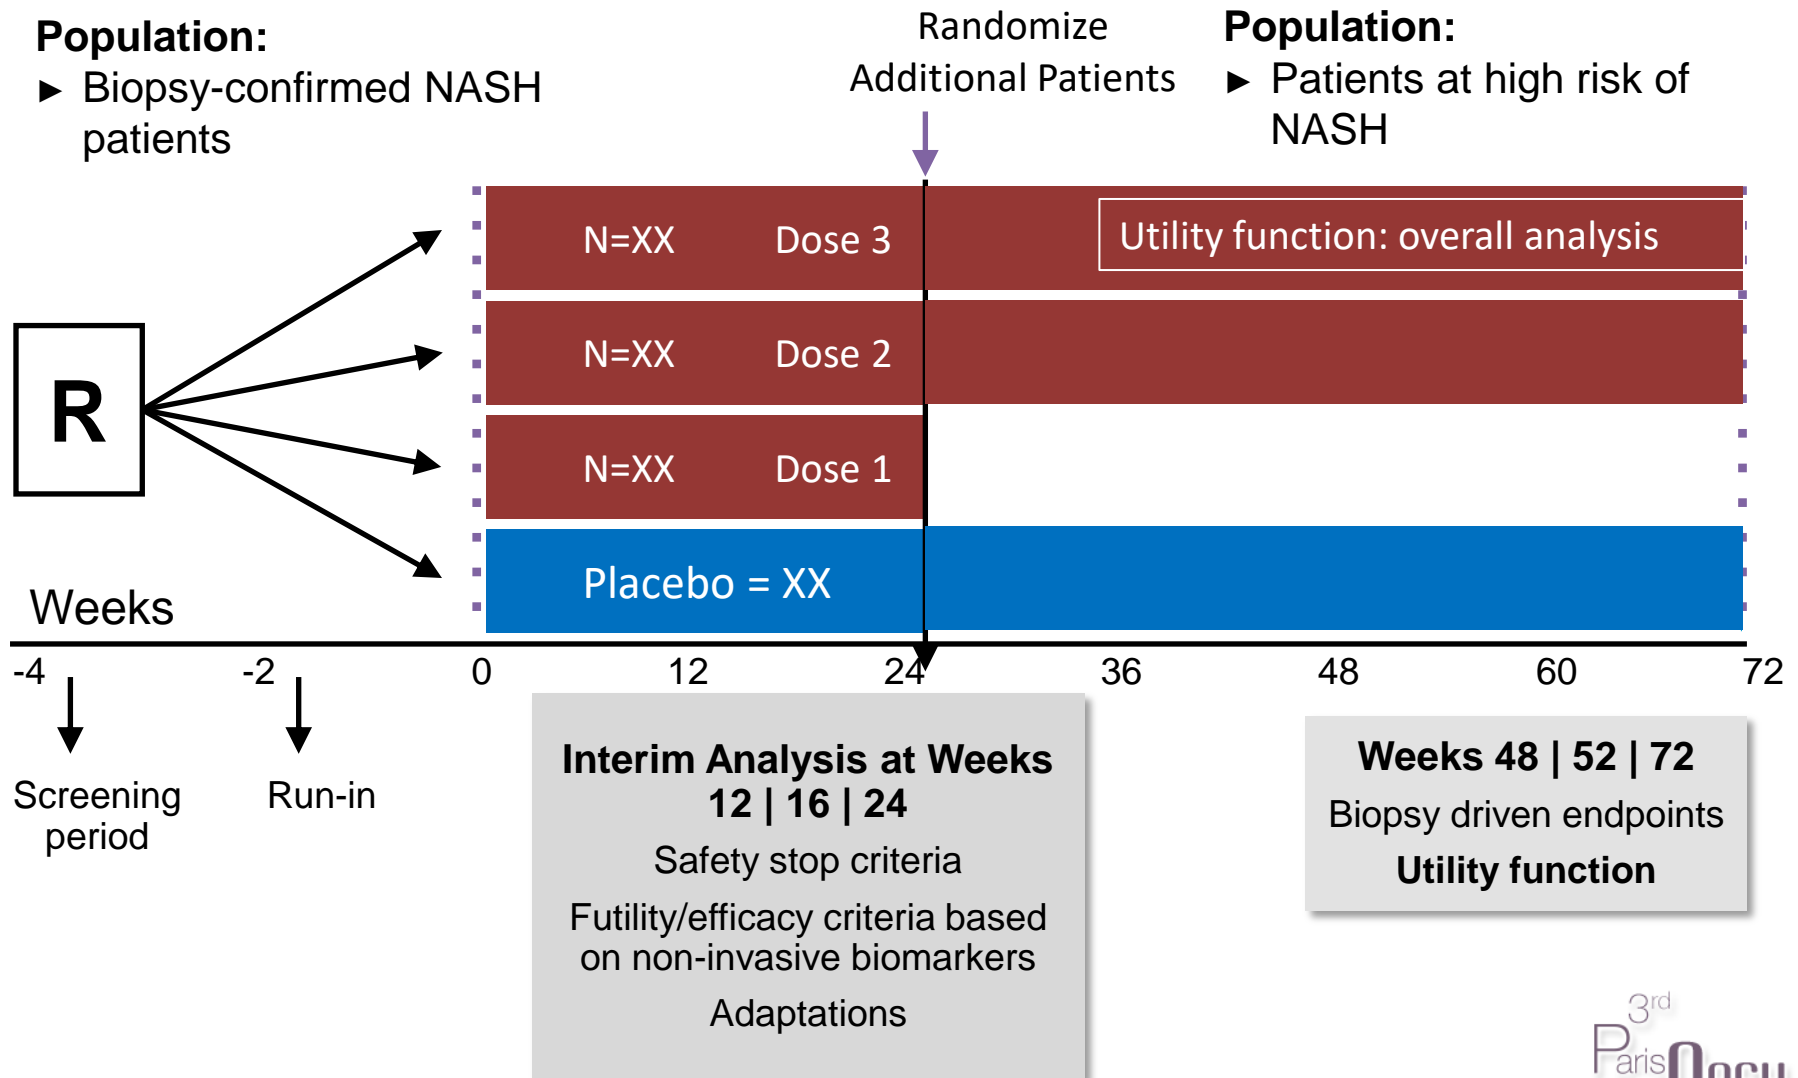 Population:
► Biopsy-confirmed NASH
patients
Randomize
Additional Patients
Population:
► Patients at high risk of
NASH
R
N=XX Dose 3
Utility function: overall analysis
N=XX Dose 2
N=XX Dose 1
Placebo = XX
Weeks
-4 -2 0 12 24 36 48 60 72
Screening
period
Run-in
Interim Analysis at Weeks
12 | 16 | 24
Safety stop criteria
Futility/efficacy criteria based
on non-invasive biomarkers
Adaptations
Weeks 48 | 52 | 72
Biopsy driven endpoints
Utility function
3rd
Paris